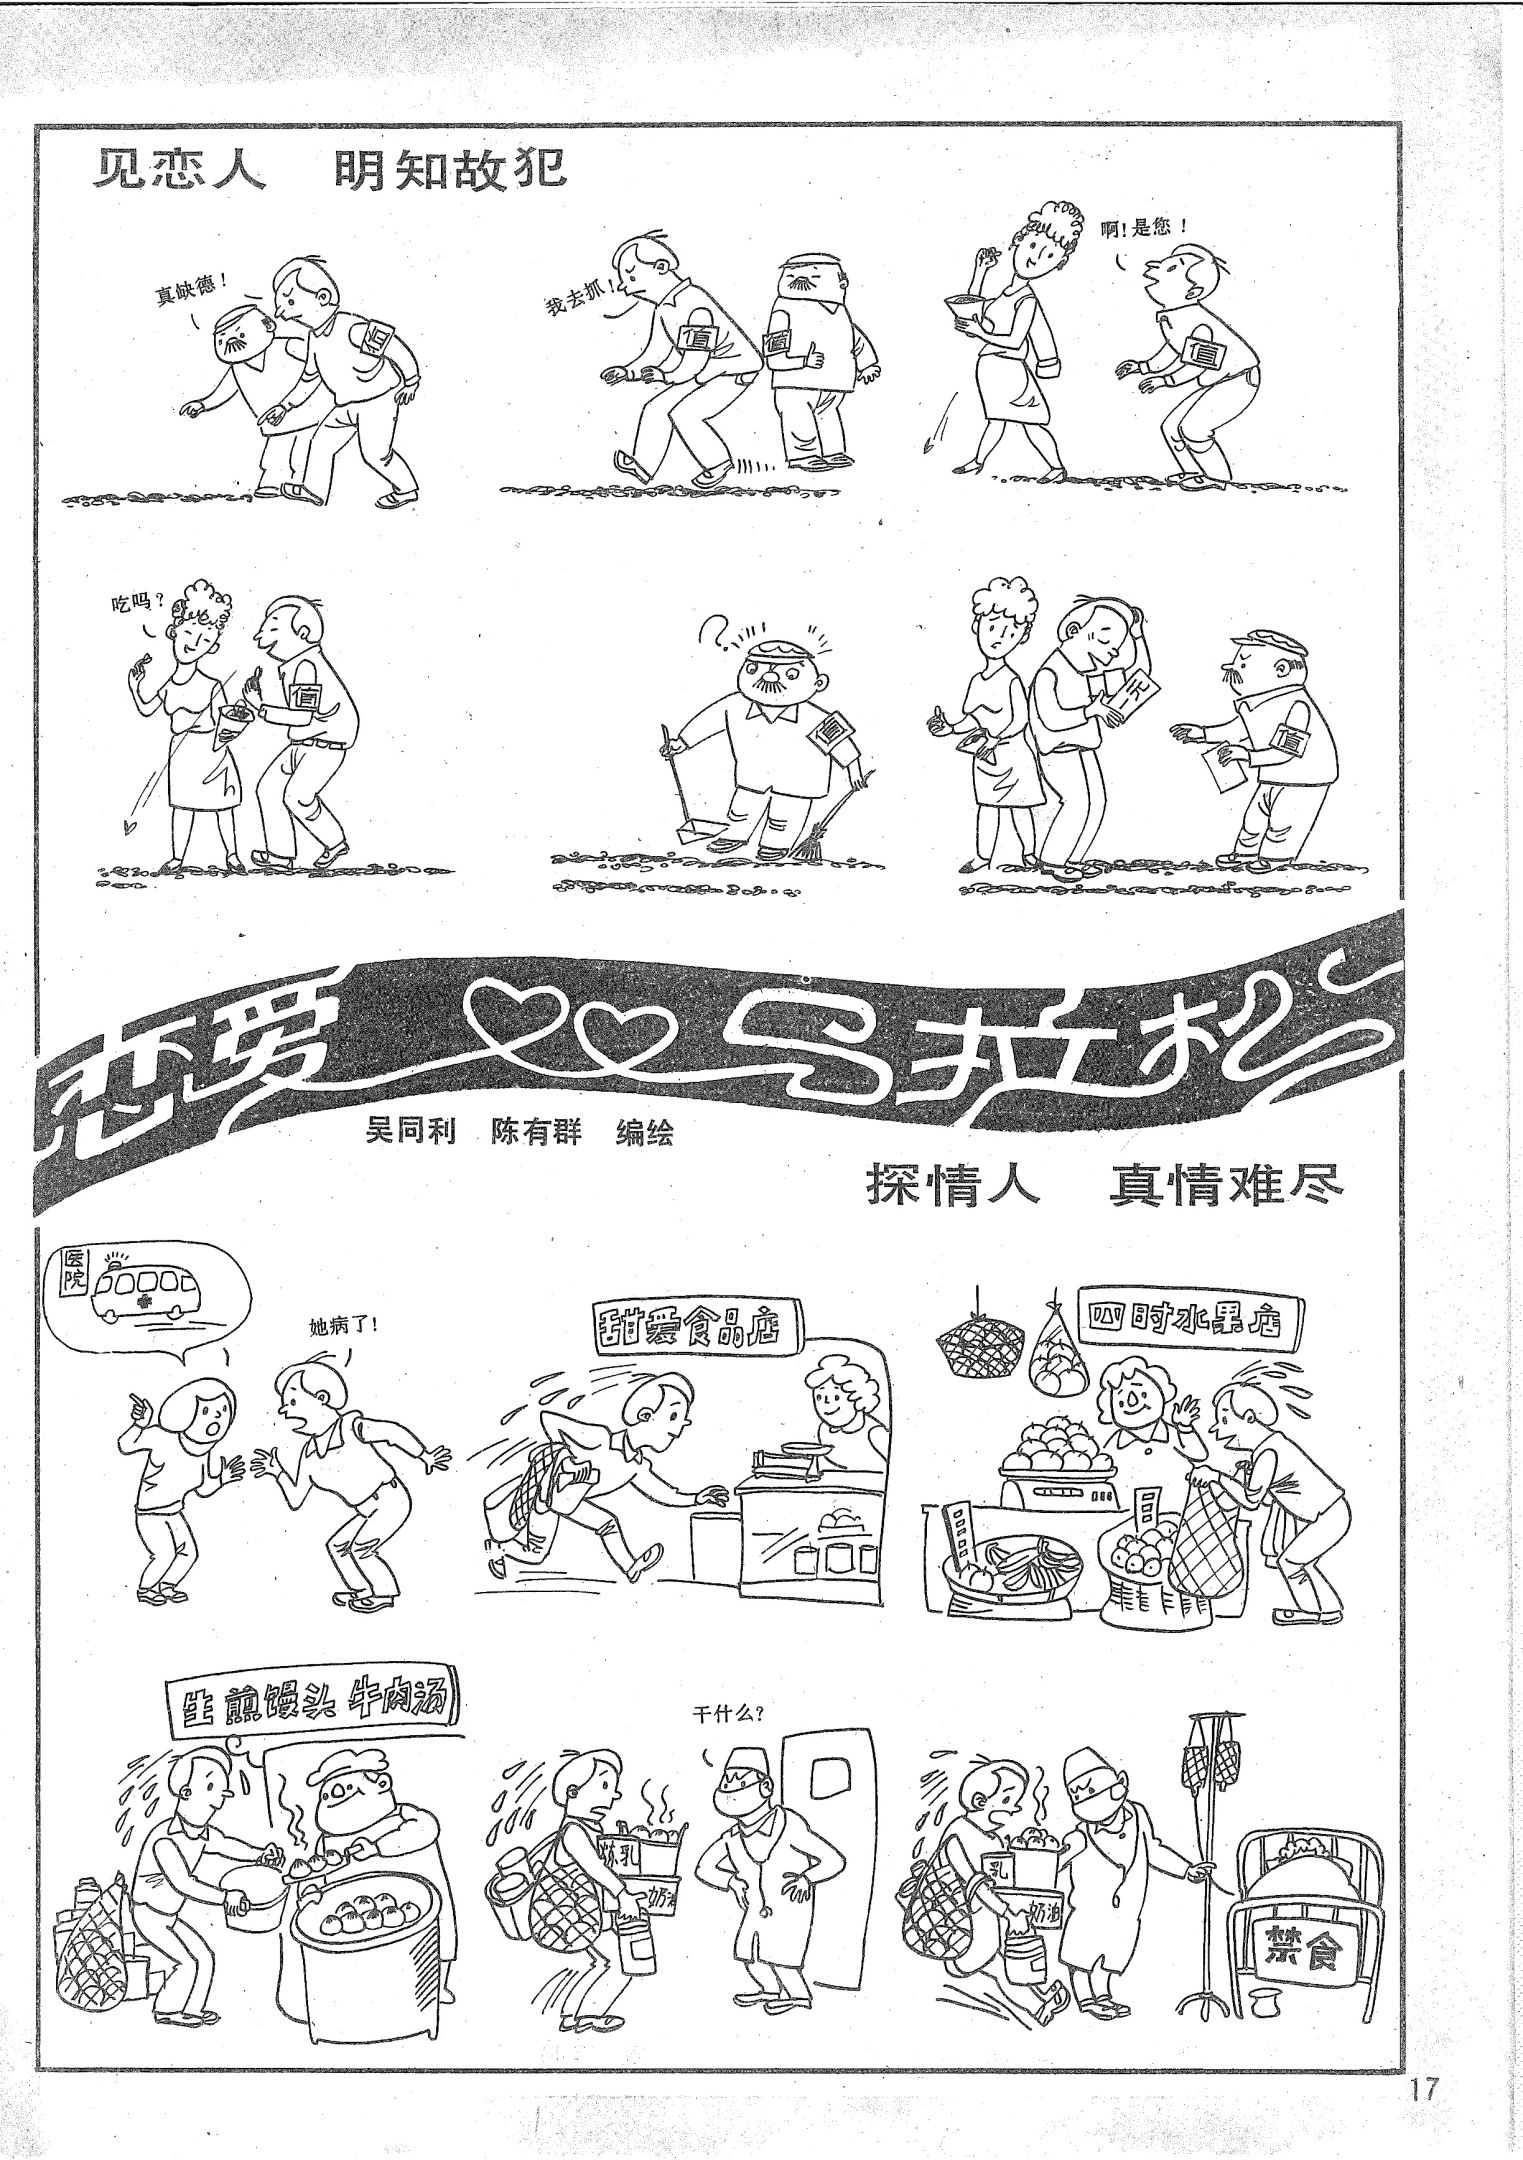 见恋人 明知故犯
真缺德!
值
我去抓!
值
值
啊!是您!
值
吃吗?
值
值
一元
值
恋爱 马拉松
吴同利 陈有群 编绘
探情人 真情难尽
医院
她病了!
甜爱食品店
四时水果店
生煎馒头 牛肉汤
干什么?
炼乳
奶油
乳
奶油
禁食
17